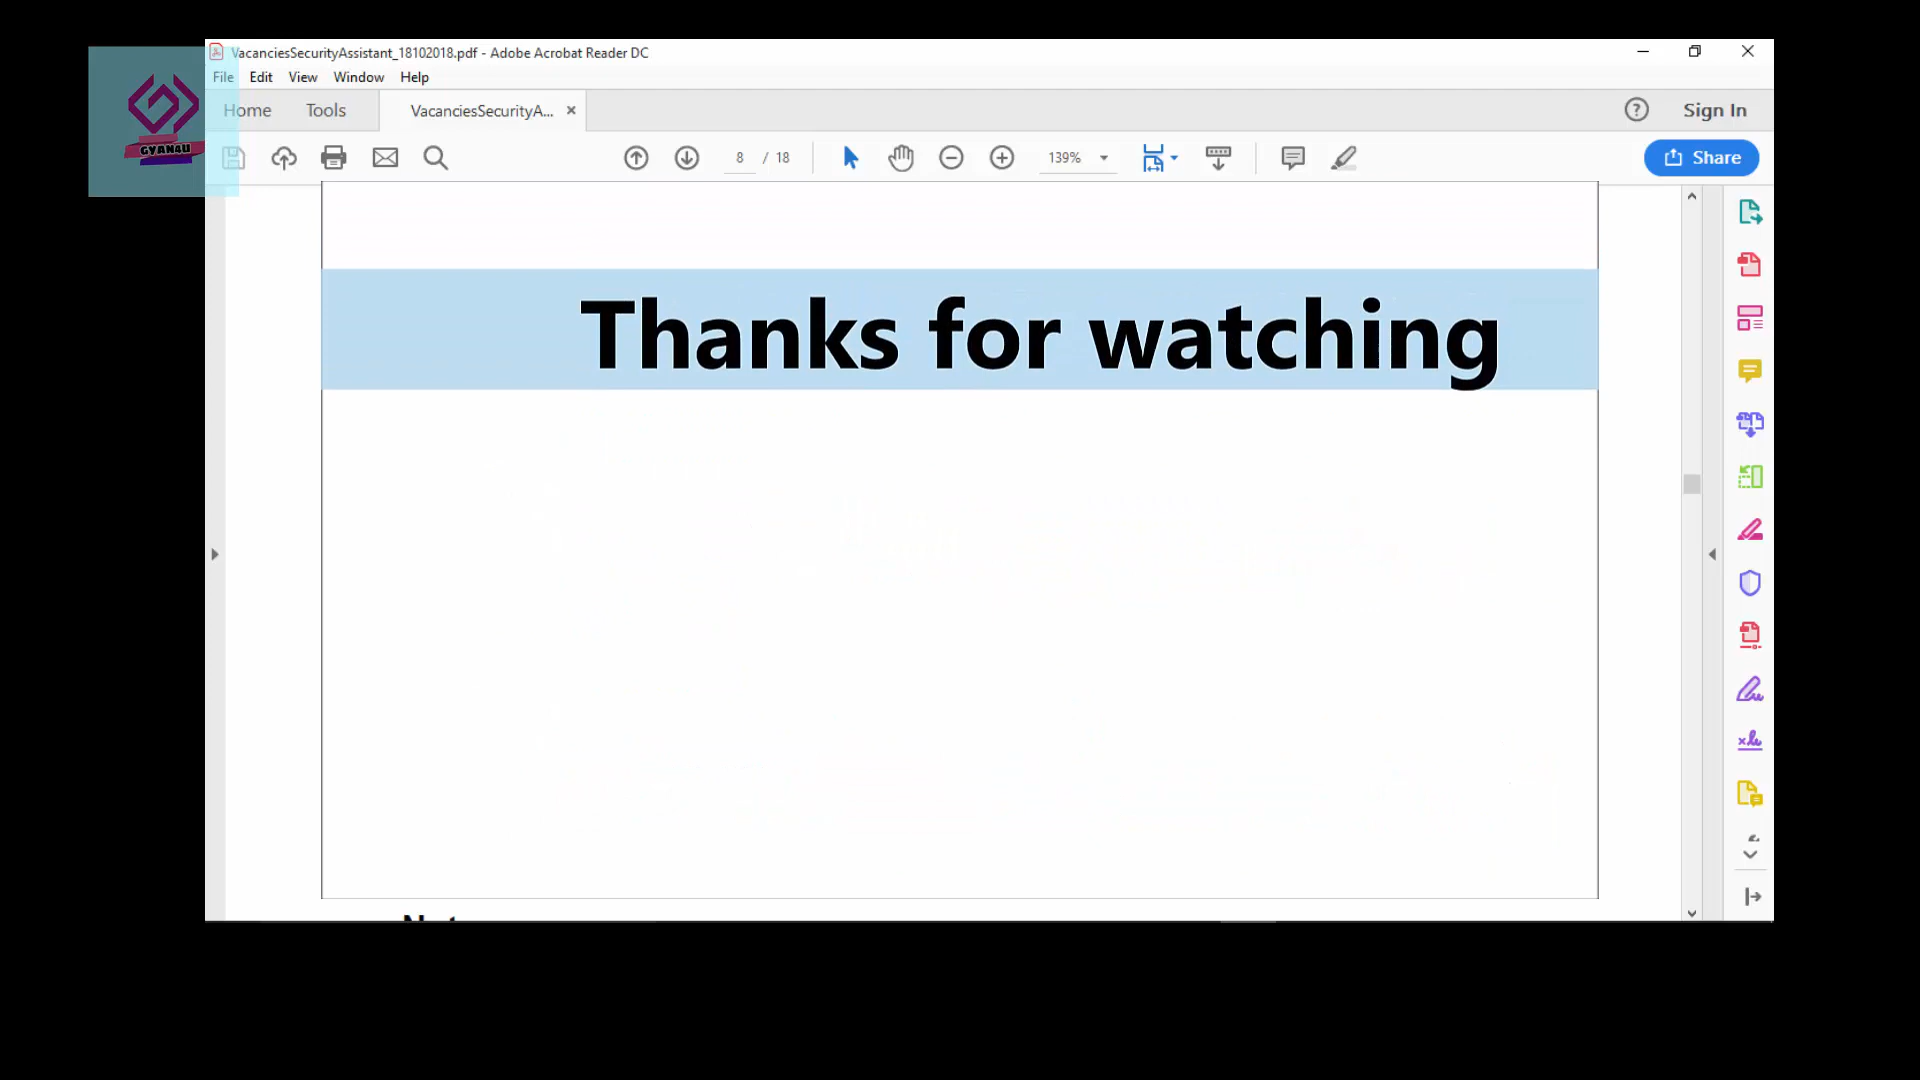 VacanciesSecurityAssistant_18102018.pdf - Adobe Acrobat Reader DC
File Edit View Window Help
Home Tools VacanciesSecurityA... × Sign In
GYAN4U
8 / 18 139% Share
Thanks for watching